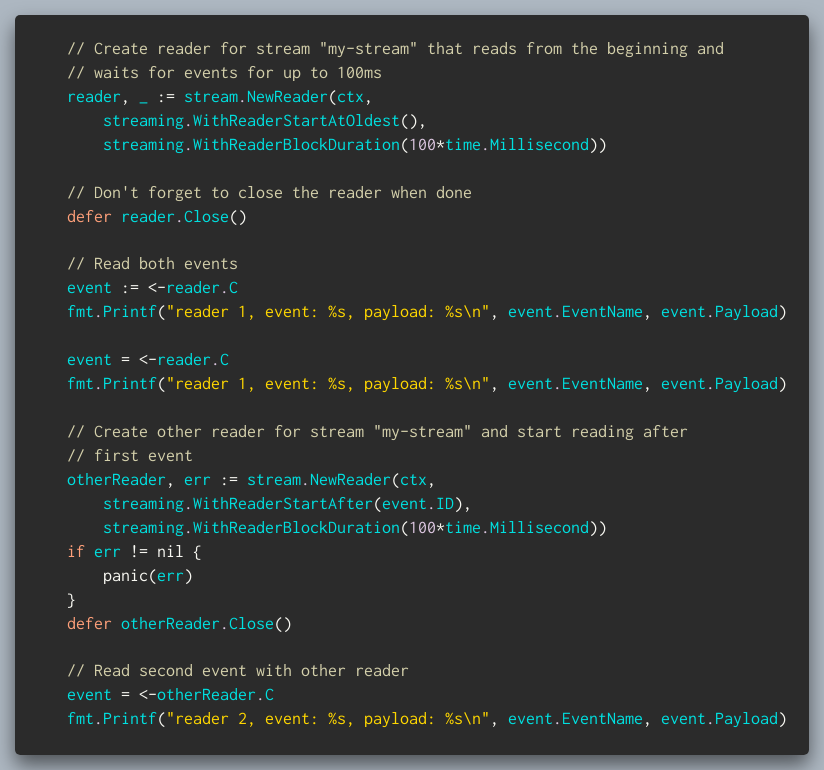 // Create reader for stream "my-stream" that reads from the beginning and
// waits for events for up to 100ms
reader, _ := stream.NewReader(ctx,
    streaming.WithReaderStartAtOldest(),
    streaming.WithReaderBlockDuration(100*time.Millisecond))

// Don't forget to close the reader when done
defer reader.Close()

// Read both events
event := <-reader.C
fmt.Printf("reader 1, event: %s, payload: %s\n", event.EventName, event.Payload)

event = <-reader.C
fmt.Printf("reader 1, event: %s, payload: %s\n", event.EventName, event.Payload)

// Create other reader for stream "my-stream" and start reading after
// first event
otherReader, err := stream.NewReader(ctx,
    streaming.WithReaderStartAfter(event.ID),
    streaming.WithReaderBlockDuration(100*time.Millisecond))
if err != nil {
    panic(err)
}
defer otherReader.Close()

// Read second event with other reader
event = <-otherReader.C
fmt.Printf("reader 2, event: %s, payload: %s\n", event.EventName, event.Payload)